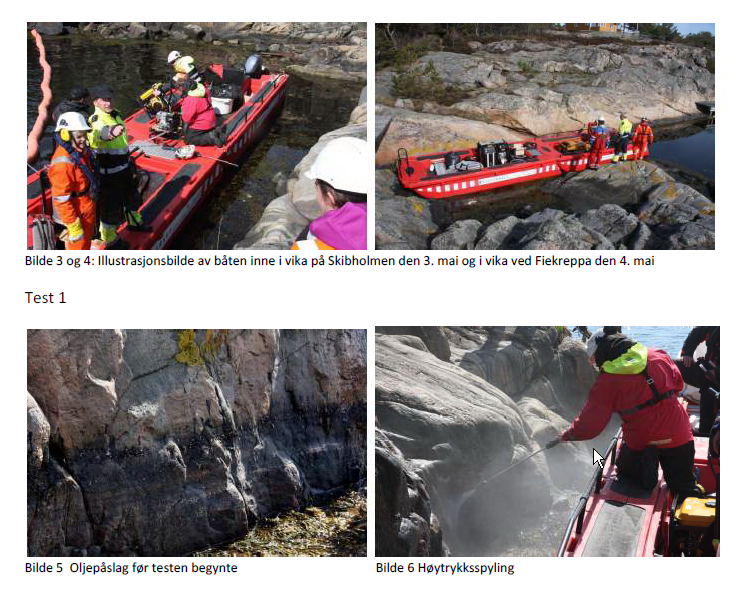 Bilde 3 og 4: Illustrasjonsbilde av båten inne i vika på Skibholmen den 3. mai og i vika ved Fiekreppa den 4. mai
Test 1
Bilde 5  Oljepåslag før testen begynte
Bilde 6 Høytrykksspyling